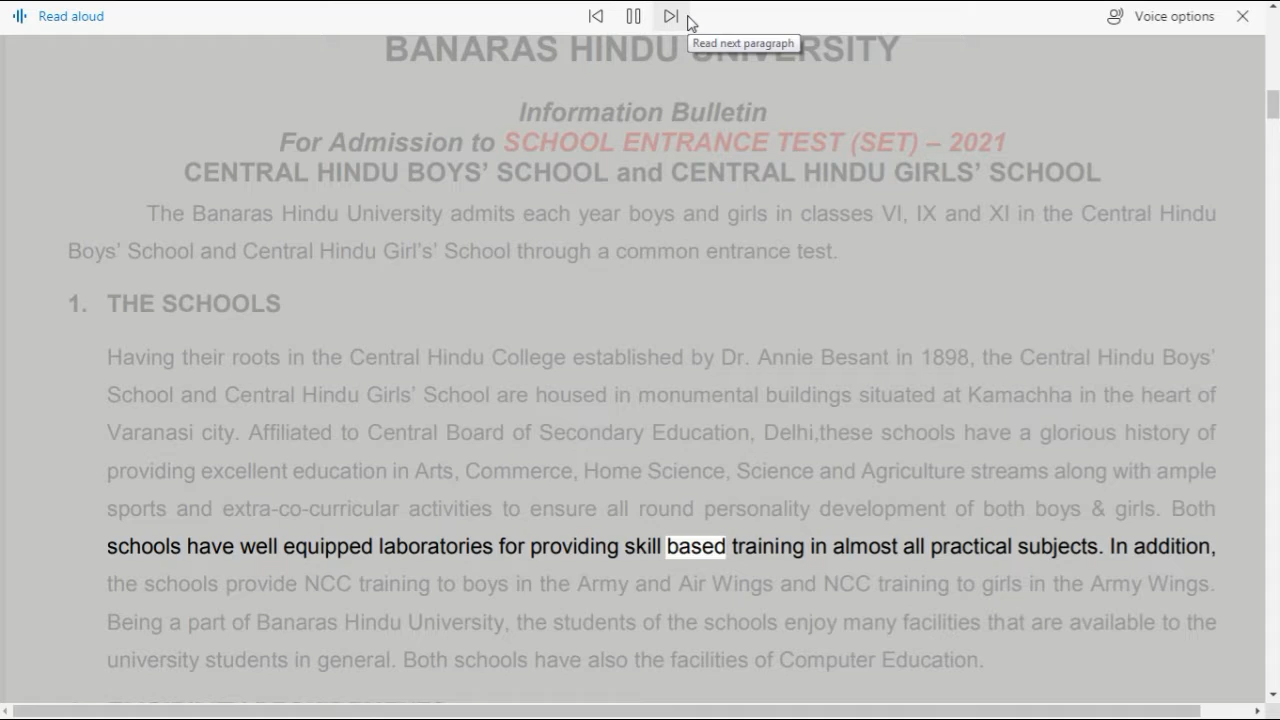 Read aloud
Voice options
Read next paragraph
BANARAS HINDU UNIVERSITY
Information Bulletin
For Admission to SCHOOL ENTRANCE TEST (SET) – 2021
CENTRAL HINDU BOYS’ SCHOOL and CENTRAL HINDU GIRLS’ SCHOOL
The Banaras Hindu University admits each year boys and girls in classes VI, IX and XI in the Central Hindu
Boys’ School and Central Hindu Girl’s’ School through a common entrance test.
1. THE SCHOOLS
Having their roots in the Central Hindu College established by Dr. Annie Besant in 1898, the Central Hindu Boys’
School and Central Hindu Girls’ School are housed in monumental buildings situated at Kamachha in the heart of
Varanasi city. Affiliated to Central Board of Secondary Education, Delhi,these schools have a glorious history of
providing excellent education in Arts, Commerce, Home Science, Science and Agriculture streams along with ample
sports and extra-co-curricular activities to ensure all round personality development of both boys & girls. Both
schools have well equipped laboratories for providing skill based training in almost all practical subjects. In addition,
the schools provide NCC training to boys in the Army and Air Wings and NCC training to girls in the Army Wings.
Being a part of Banaras Hindu University, the students of the schools enjoy many facilities that are available to the
university students in general. Both schools have also the facilities of Computer Education.